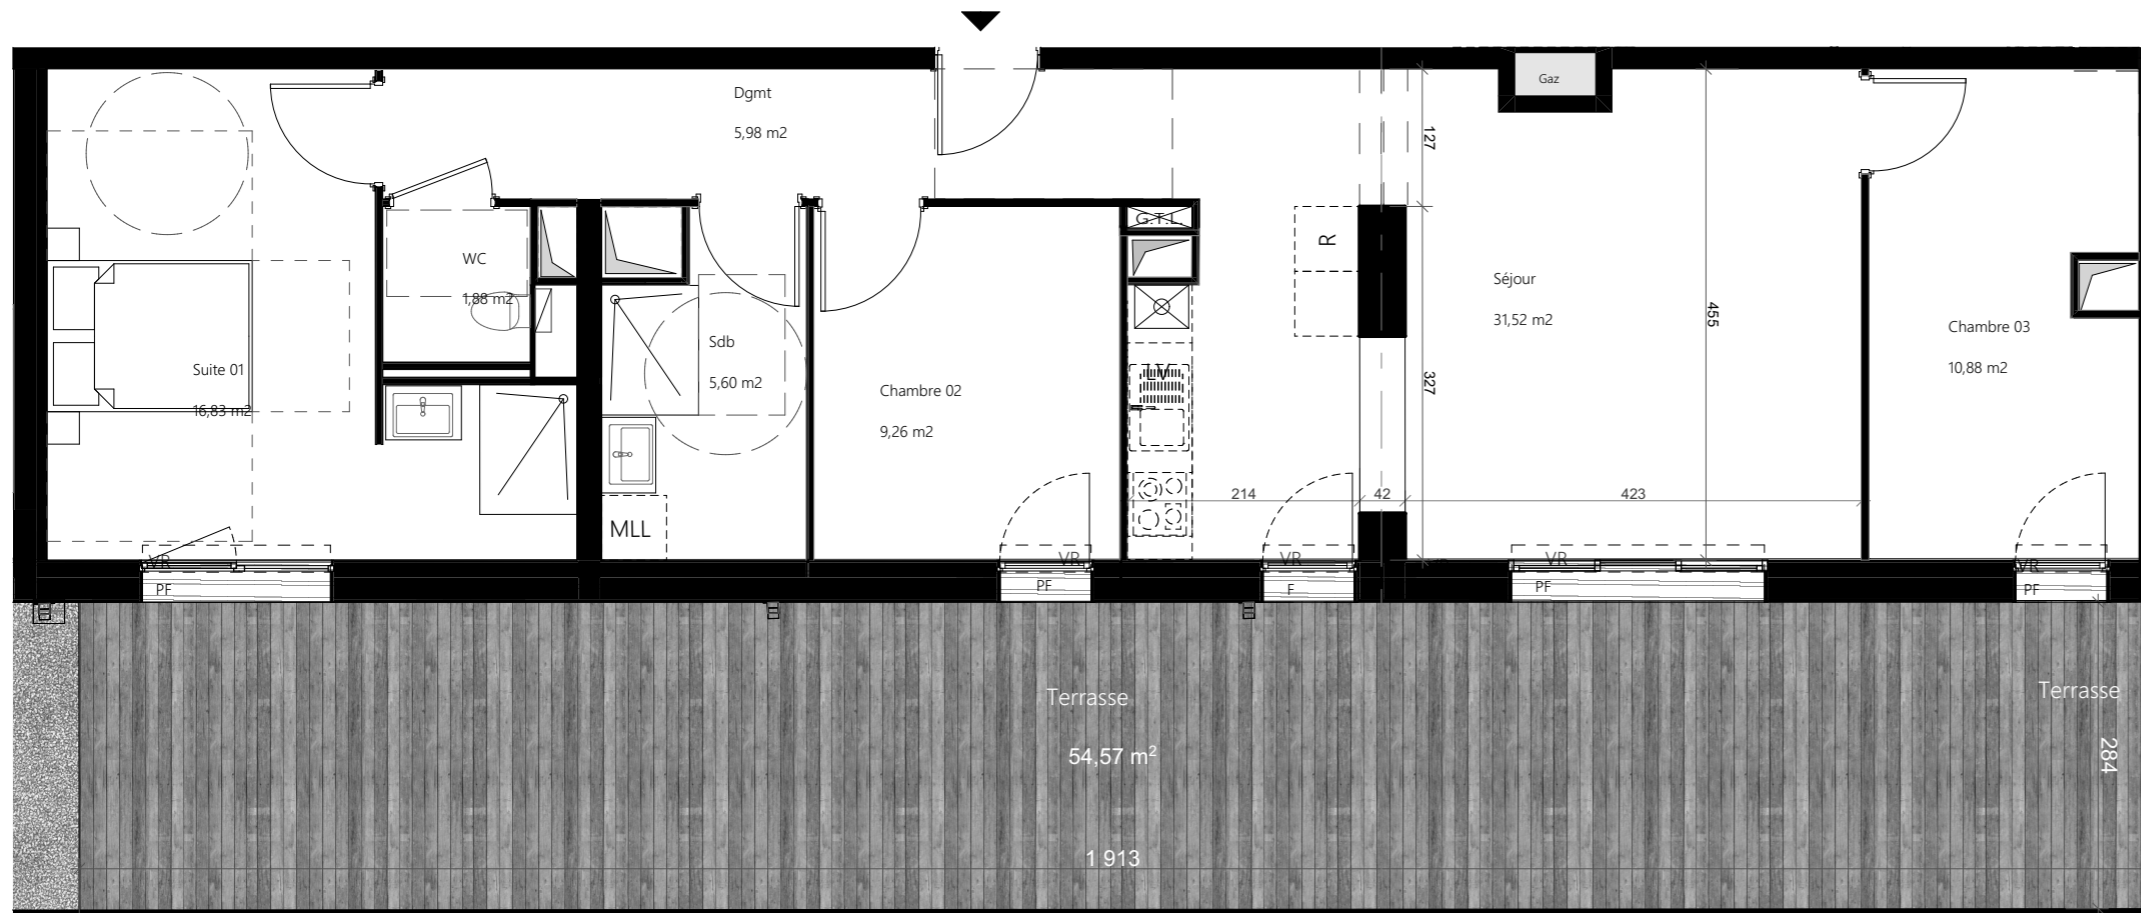 Gaz
Dgmt
5,98 m2
127
G.T.L.
R
WC
1,88 m2
Séjour
31,52 m2
455
Chambre 03
10,88 m2
Sdb
5,60 m2
Suite 01
16,83 m2
LV
327
Chambre 02
9,26 m2
214
42
423
MLL
VR
PF
VR
PF
VR
F
VR
PF
VR
PF
Terrasse
54,57 m²
Terrasse
284
1 913